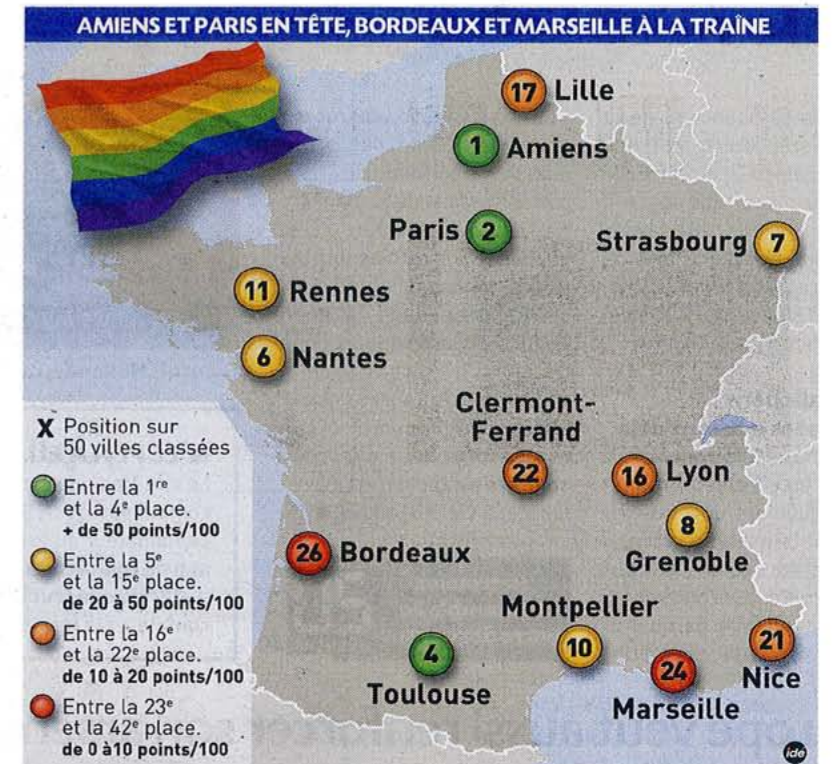 AMIENS ET PARIS EN TÊTE, BORDEAUX ET MARSEILLE À LA TRAÎNE
17 Lille
1 Amiens
Paris 2
Strasbourg 7
11 Rennes
6 Nantes
Clermont-
Ferrand
22
16 Lyon
8
Grenoble
26 Bordeaux
Montpellier
10
4
Toulouse
24
Marseille
21
Nice
X Position sur
50 villes classées
Entre la 1re
et la 4e place.
+ de 50 points/100
Entre la 5e
et la 15e place.
de 20 à 50 points/100
Entre la 16e
et la 22e place.
de 10 à 20 points/100
Entre la 23e
et la 42e place.
de 0 à10 points/100
ide